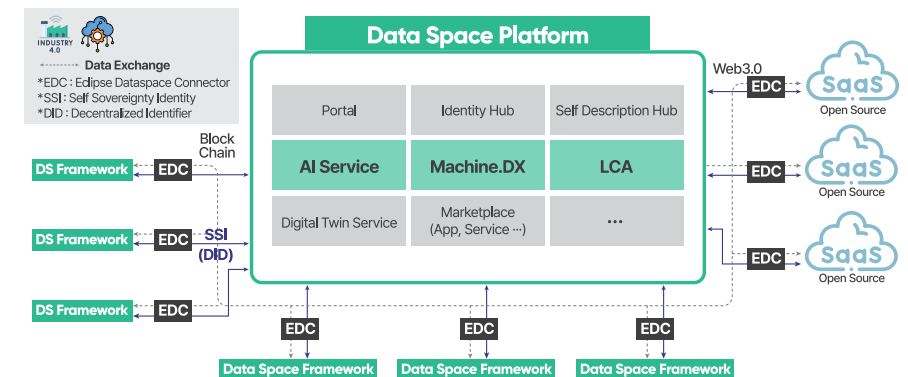 Data Space Platform
INDUSTRY
4.0
Data Exchange
*EDC : Eclipse Dataspace Connector
*SSI : Self Sovereignty Identity
*DID : Decentralized Identifier
Web3.0
EDC
SaaS
Open Source
Portal
Identity Hub
Self Description Hub
Block
Chain
DS Framework
EDC
AI Service
Machine.DX
LCA
EDC
SaaS
Open Source
Digital Twin Service
Marketplace
(App, Service ···)
···
DS Framework
EDC
SSI
(DID)
EDC
SaaS
Open Source
DS Framework
EDC
EDC
EDC
EDC
Data Space Framework
Data Space Framework
Data Space Framework